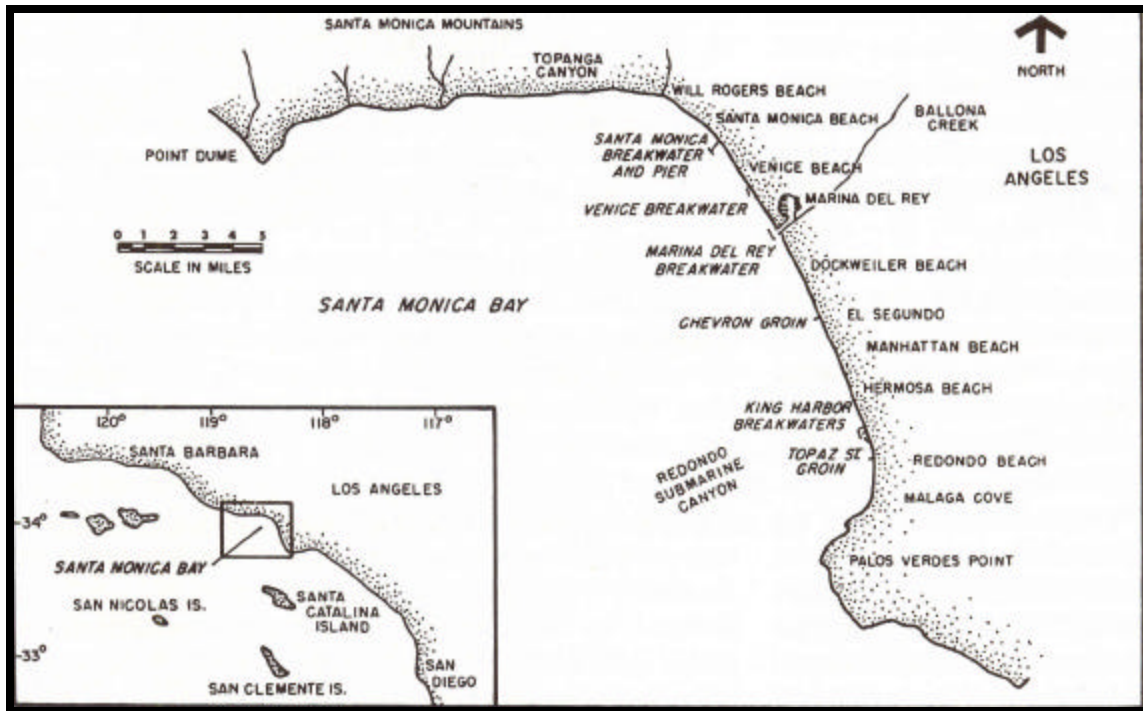 SANTA MONICA MOUNTAINS
TOPANGA
CANYON
NORTH
WILL ROGERS BEACH
SANTA MONICA BEACH
BALLONA
CREEK
SANTA MONICA
BREAKWATER
AND PIER
POINT DUME
LOS
ANGELES
VENICE BEACH
MARINA DEL REY
VENICE BREAKWATER
0 1 2 3 4 5
SCALE IN MILES
MARINA DEL REY
BREAKWATER
DOCKWEILER BEACH
SANTA MONICA BAY
CHEVRON GROIN
EL SEGUNDO
MANHATTAN BEACH
HERMOSA BEACH
KING HARBOR
BREAKWATERS
TOPAZ ST.
GROIN
REDONDO
SUBMARINE
CANYON
REDONDO BEACH
MALAGA COVE
PALOS VERDES POINT
120° 119° 118° 117°
SANTA BARBARA
LOS ANGELES
34°
SANTA MONICA BAY
SAN NICOLAS IS.
SANTA
CATALINA
ISLAND
33°
SAN CLEMENTE IS.
SAN
DIEGO